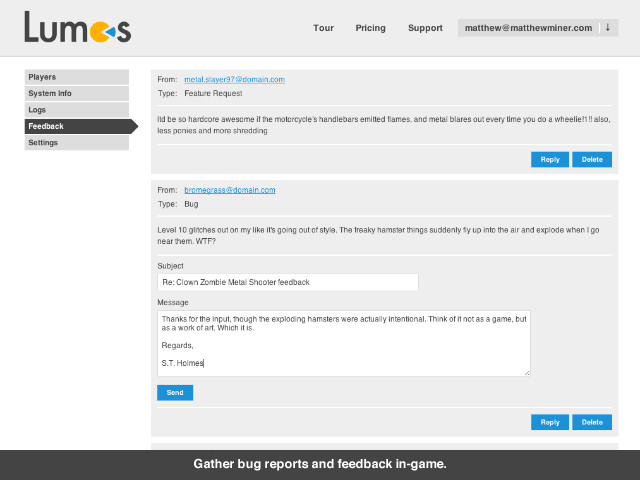 Lumos
Tour Pricing Support matthew@matthewminer.com ↓
Players
System Info
Logs
Feedback
Settings
From: metal.slayer97@domain.com
Type: Feature Request
itd be so hardcore awesome if the motorcycle's handlebars emitted flames, and metal blares out every time you do a wheelie!!1!! also,
less ponies and more shredding
Reply Delete
From: bromegrass@domain.com
Type: Bug
Level 10 glitches out on my like it's going out of style. The freaky hamster things suddenly fly up into the air and explode when I go
near them. WTF?
Subject
Re: Clown Zombie Metal Shooter feedback
Message
Thanks for the input, though the exploding hamsters were actually intentional. Think of it not as a game, but
as a work of art. Which it is.
Regards,
S.T. Holmes
Send
Reply Delete
Gather bug reports and feedback in-game.